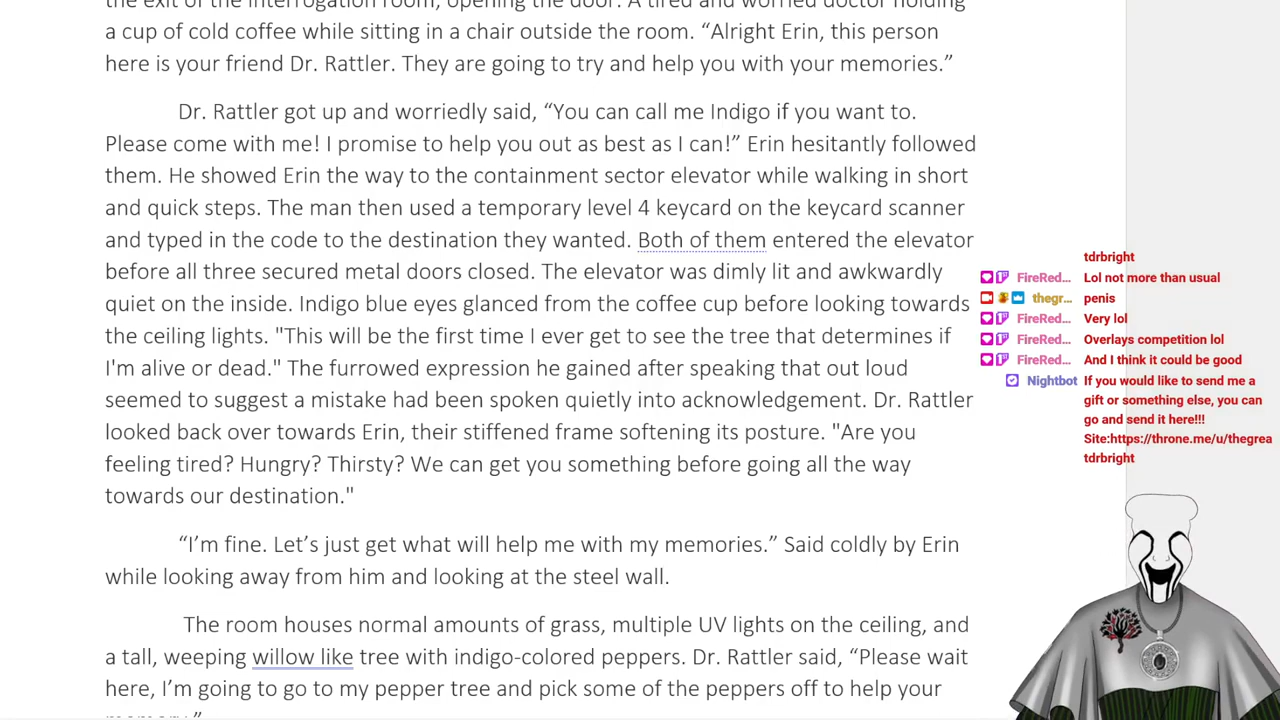 the exit of the interrogation room, opening the door. A tired and worried doctor holding
a cup of cold coffee while sitting in a chair outside the room. “Alright Erin, this person
here is your friend Dr. Rattler. They are going to try and help you with your memories.”
Dr. Rattler got up and worriedly said, “You can call me Indigo if you want to.
Please come with me! I promise to help you out as best as I can!” Erin hesitantly followed
them. He showed Erin the way to the containment sector elevator while walking in short
and quick steps. The man then used a temporary level 4 keycard on the keycard scanner
and typed in the code to the destination they wanted. Both of them entered the elevator
before all three secured metal doors closed. The elevator was dimly lit and awkwardly
quiet on the inside. Indigo blue eyes glanced from the coffee cup before looking towards
the ceiling lights. "This will be the first time I ever get to see the tree that determines if
I'm alive or dead." The furrowed expression he gained after speaking that out loud
seemed to suggest a mistake had been spoken quietly into acknowledgement. Dr. Rattler
looked back over towards Erin, their stiffened frame softening its posture. "Are you
feeling tired? Hungry? Thirsty? We can get you something before going all the way
towards our destination."
“I’m fine. Let’s just get what will help me with my memories.” Said coldly by Erin
while looking away from him and looking at the steel wall.
The room houses normal amounts of grass, multiple UV lights on the ceiling, and
a tall, weeping willow like tree with indigo-colored peppers. Dr. Rattler said, “Please wait
here, I’m going to go to my pepper tree and pick some of the peppers off to help your
tdrbright
FireRed... Lol not more than usual
thegr... penis
FireRed... Very lol
FireRed... Overlays competition lol
FireRed... And I think it could be good
Nightbot If you would like to send me a
gift or something else, you can
go and send it here!!!
Site:https://throne.me/u/thegrea
tdrbright